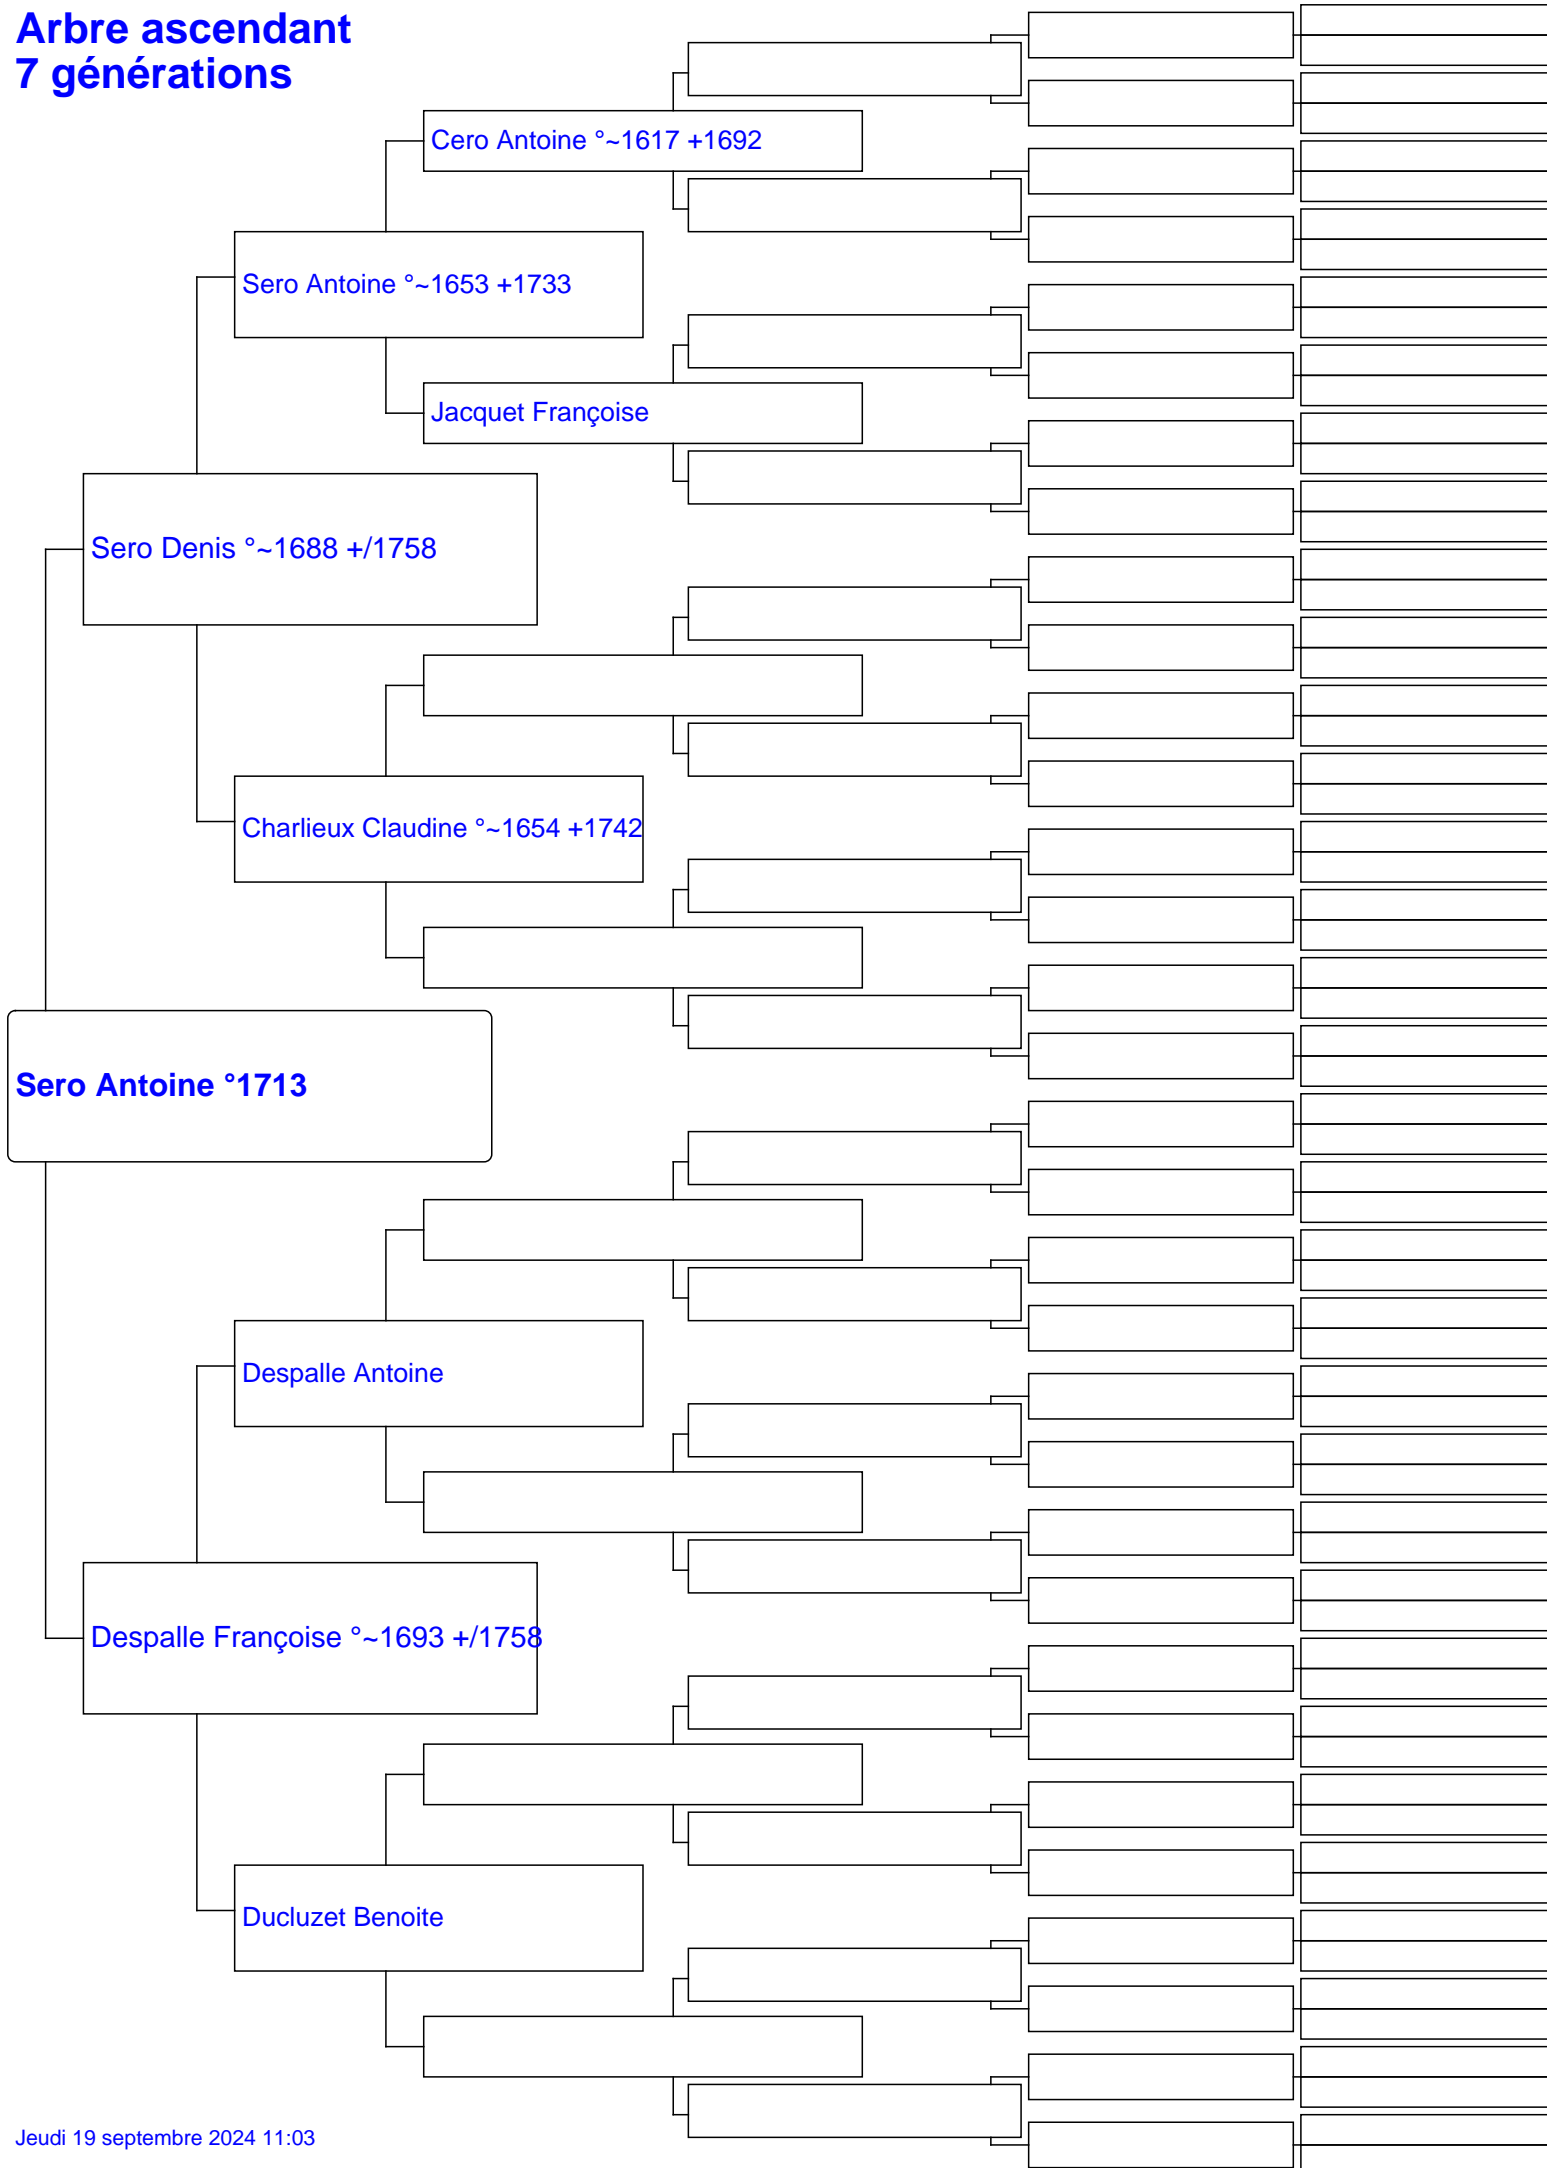 Arbre ascendant
7 générations
Cero Antoine °~1617 +1692
Sero Antoine °~1653 +1733
Jacquet Françoise
Sero Denis °~1688 +/1758
Charlieux Claudine °~1654 +1742
Sero Antoine °1713
Despalle Antoine
Despalle Françoise °~1693 +/1758
Ducluzet Benoite
Jeudi 19 septembre 2024 11:03